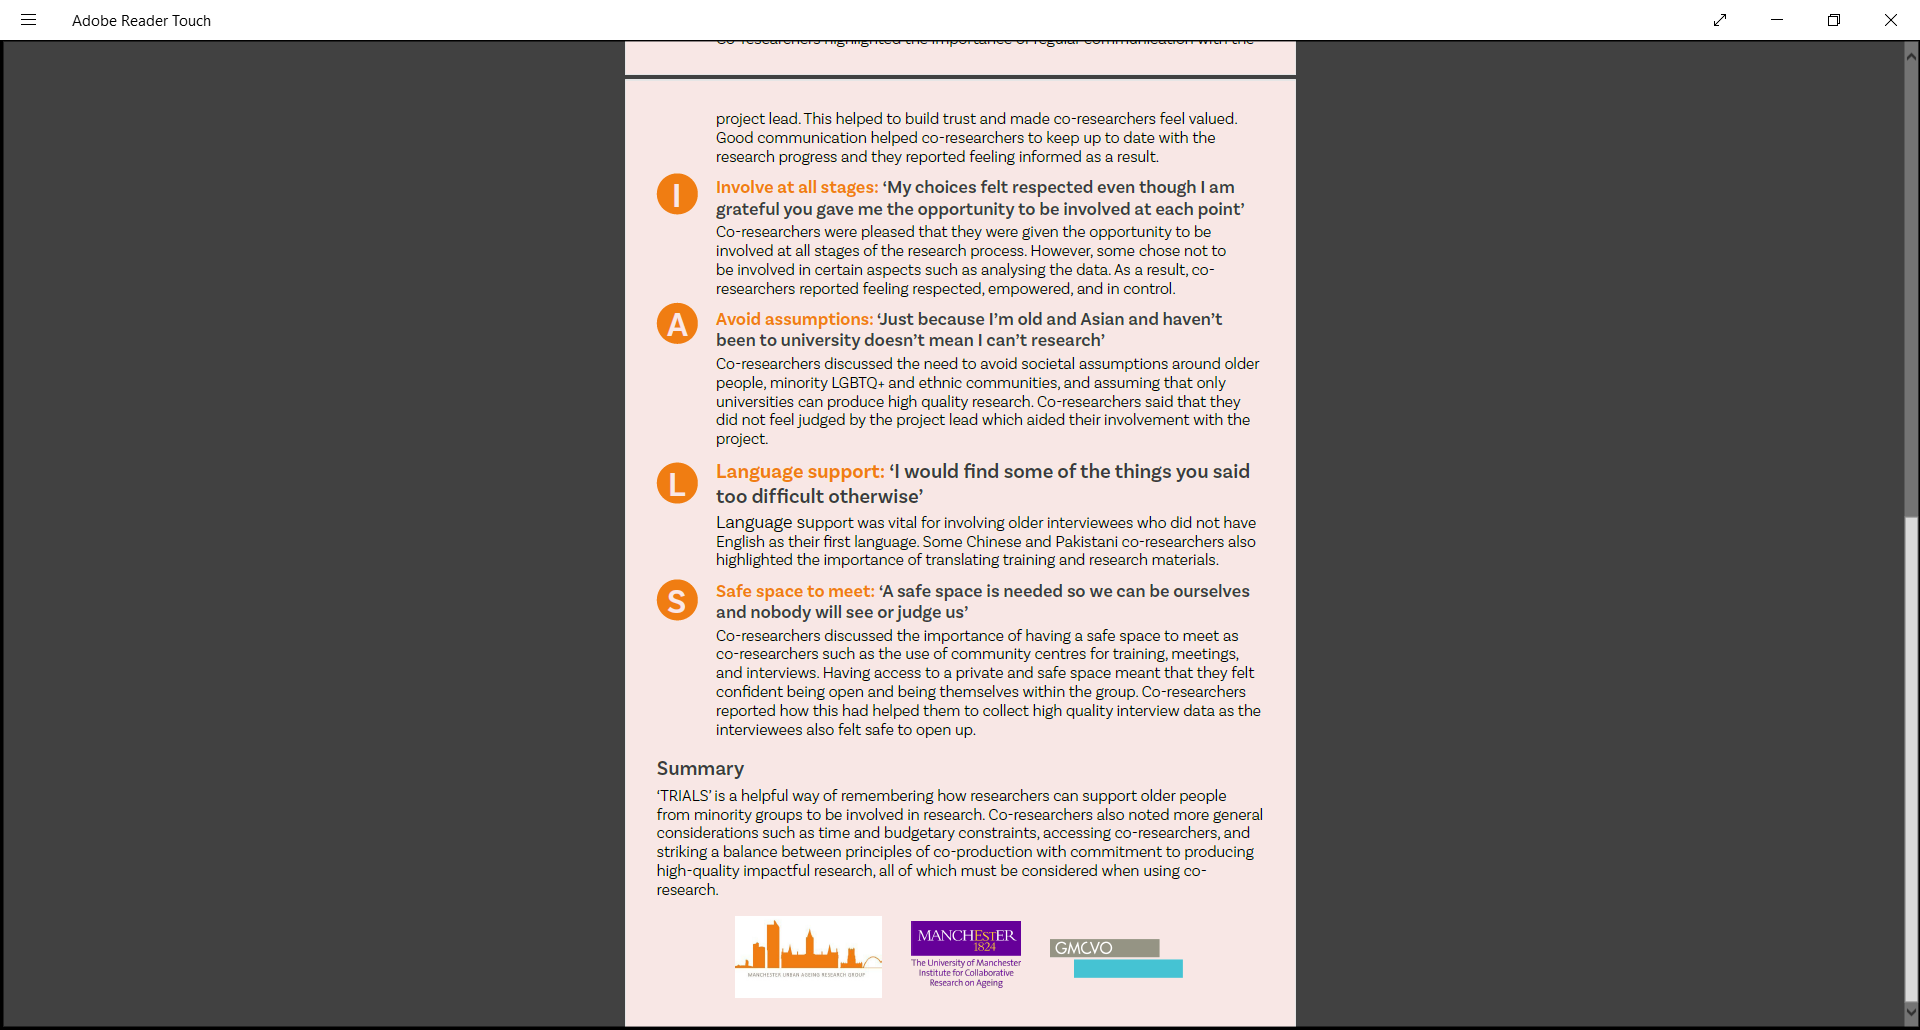 Adobe Reader Touch
Co-researchers highlighted the importance of regular communication with the
project lead. This helped to build trust and made co-researchers feel valued.
Good communication helped co-researchers to keep up to date with the
research progress and they reported feeling informed as a result.
I
Involve at all stages: ‘My choices felt respected even though I am
grateful you gave me the opportunity to be involved at each point’
Co-researchers were pleased that they were given the opportunity to be
involved at all stages of the research process. However, some chose not to
be involved in certain aspects such as analysing the data. As a result, co-
researchers reported feeling respected, empowered, and in control.
A
Avoid assumptions: ‘Just because I’m old and Asian and haven’t
been to university doesn’t mean I can’t research’
Co-researchers discussed the need to avoid societal assumptions around older
people, minority LGBTQ+ and ethnic communities, and assuming that only
universities can produce high quality research. Co-researchers said that they
did not feel judged by the project lead which aided their involvement with the
project.
L
Language support: ‘I would find some of the things you said
too difficult otherwise’
Language support was vital for involving older interviewees who did not have
English as their first language. Some Chinese and Pakistani co-researchers also
highlighted the importance of translating training and research materials.
S
Safe space to meet: ‘A safe space is needed so we can be ourselves
and nobody will see or judge us’
Co-researchers discussed the importance of having a safe space to meet as
co-researchers such as the use of community centres for training, meetings,
and interviews. Having access to a private and safe space meant that they felt
confident being open and being themselves within the group. Co-researchers
reported how this had helped them to collect high quality interview data as the
interviewees also felt safe to open up.
Summary
‘TRIALS’ is a helpful way of remembering how researchers can support older people
from minority groups to be involved in research. Co-researchers also noted more general
considerations such as time and budgetary constraints, accessing co-researchers, and
striking a balance between principles of co-production with commitment to producing
high-quality impactful research, all of which must be considered when using co-
research.
MANCHESTER URBAN AGEING RESEARCH GROUP
MANCHEstER
1824
The University of Manchester
Institute for Collaborative
Research on Ageing
GMCVO